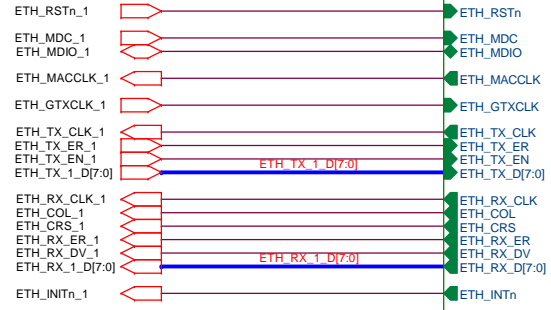 ETH_RSTn_1 ETH_RSTn
ETH_MDC_1 ETH_MDC
ETH_MDIO_1 ETH_MDIO
ETH_MACCLK_1 ETH_MACCLK
ETH_GTXCLK_1 ETH_GTXCLK
ETH_TX_CLK_1 ETH_TX_CLK
ETH_TX_ER_1 ETH_TX_ER
ETH_TX_EN_1 ETH_TX_EN
ETH_TX_1_D[7:0] ETH_TX_1_D[7:0] ETH_TX_D[7:0]
ETH_RX_CLK_1 ETH_RX_CLK
ETH_COL_1 ETH_COL
ETH_CRS_1 ETH_CRS
ETH_RX_ER_1 ETH_RX_ER
ETH_RX_DV_1 ETH_RX_DV
ETH_RX_1_D[7:0] ETH_RX_1_D[7:0] ETH_RX_D[7:0]
ETH_INITn_1 ETH_INTn